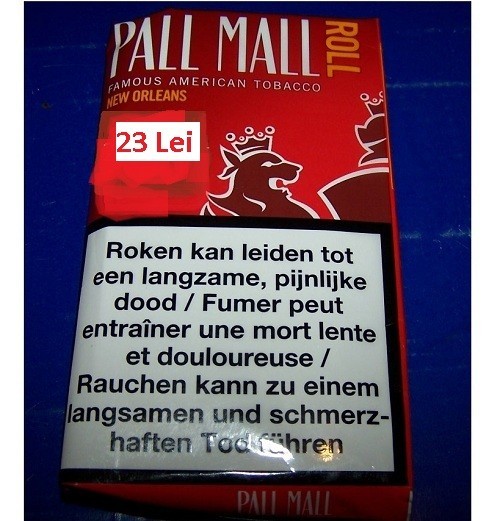 PALL MALL
ROLL
FAMOUS AMERICAN TOBACCO
NEW ORLEANS
23 Lei
Roken kan leiden tot
een langzame, pijnlijke
dood / Fumer peut
entraîner une mort lente
et douloureuse /
Rauchen kann zu einem
langsamen und schmerz-
haften Tod führen
PALL MALL